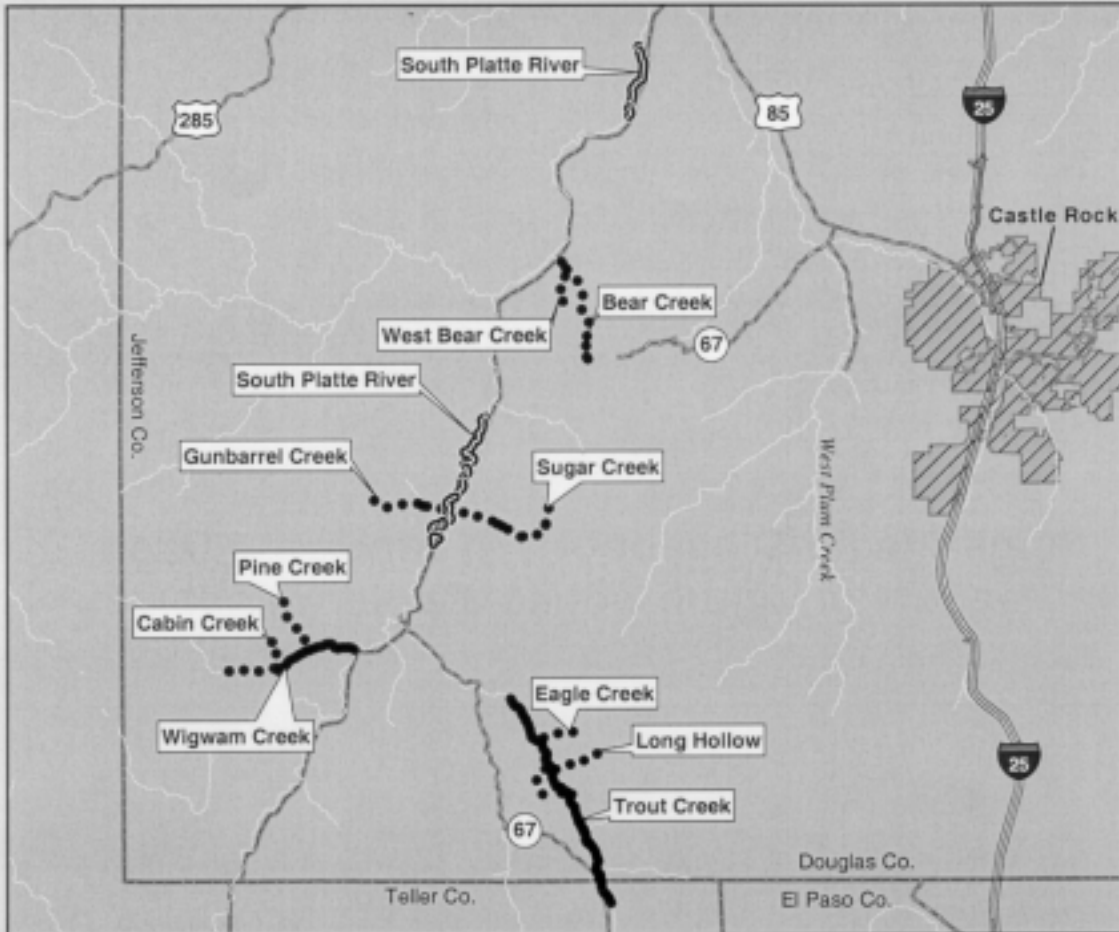 South Platte River
285
85
25
Castle Rock
Bear Creek
West Bear Creek
67
Jefferson Co.
South Platte River
Gunbarrel Creek
Sugar Creek
West Plum Creek
Pine Creek
Cabin Creek
Wigwam Creek
Eagle Creek
Long Hollow
25
Trout Creek
67
Douglas Co.
Teller Co.
El Paso Co.